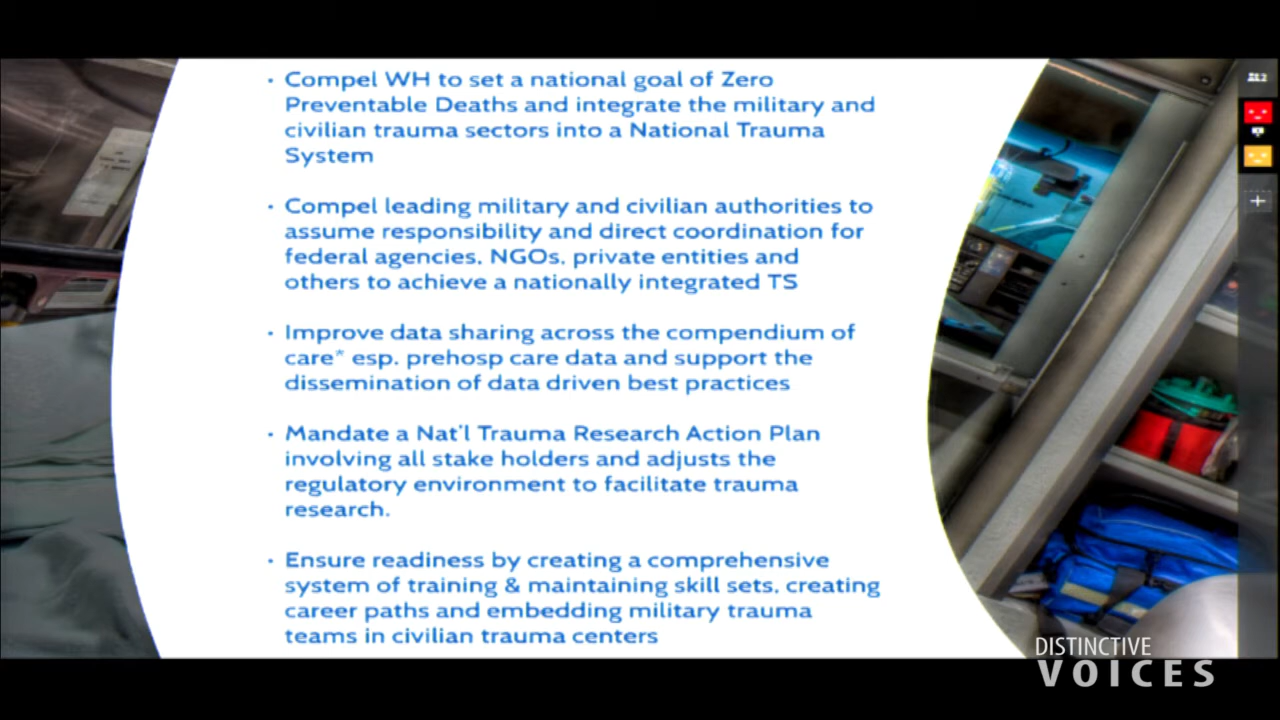 • Compel WH to set a national goal of Zero
Preventable Deaths and integrate the military and
civilian trauma sectors into a National Trauma
System
• Compel leading military and civilian authorities to
assume responsibility and direct coordination for
federal agencies, NGOs, private entities and
others to achieve a nationally integrated TS
• Improve data sharing across the compendium of
care* esp. prehosp care data and support the
dissemination of data driven best practices
• Mandate a Nat'l Trauma Research Action Plan
involving all stake holders and adjusts the
regulatory environment to facilitate trauma
research.
• Ensure readiness by creating a comprehensive
system of training & maintaining skill sets, creating
career paths and embedding military trauma
teams in civilian trauma centers
2
DISTINCTIVE
VOICES